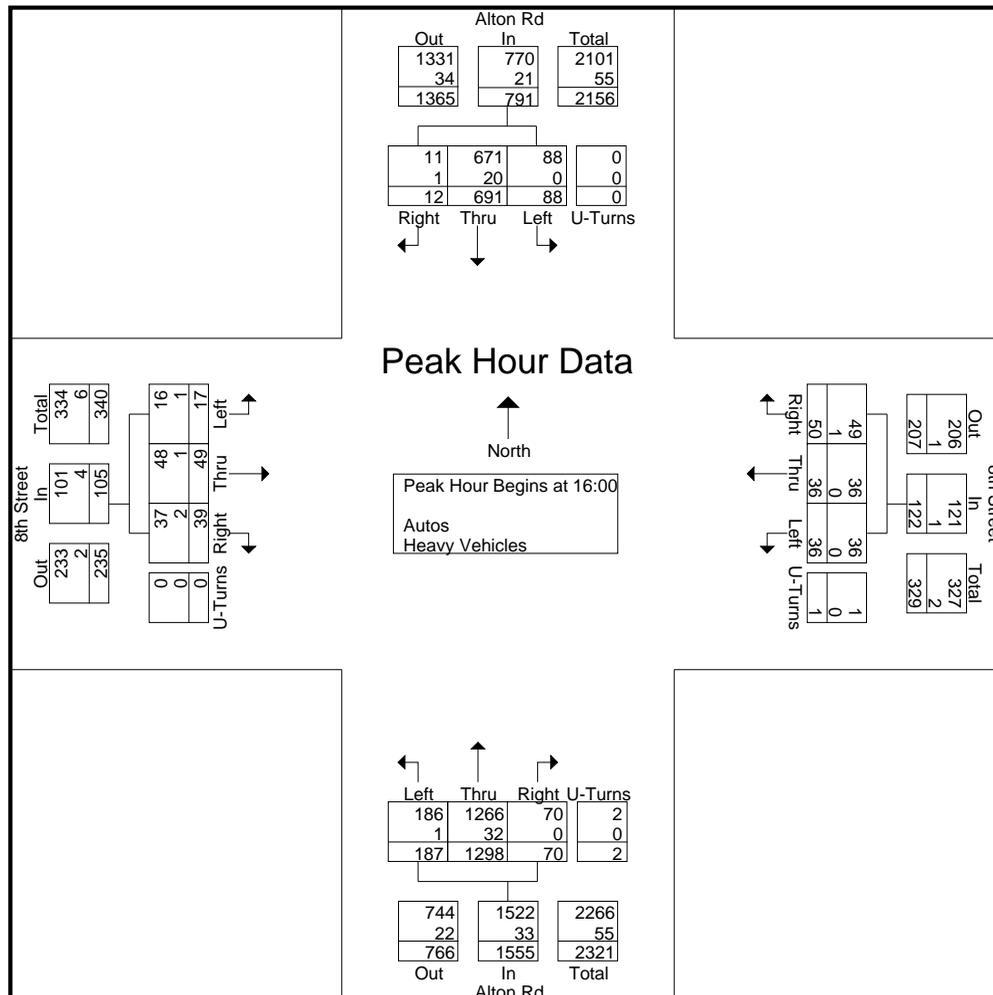 Alton Rd
Out In Total
1331 770 2101
34 21 55
1365 791 2156
11 671 88 0
1 20 0 0
12 691 88 0
Right Thru Left U-Turns
Peak Hour Data
North
Peak Hour Begins at 16:00
Autos
Heavy Vehicles
8th Street
Total In Out
334 101 233
6 4 2
340 105 235
16 48 37 0
1 1 2 0
17 49 39 0
Left Thru Right U-Turns
Right Thru Left U-Turns
50 36 36 1
1 0 0 0
49 36 36 1
207 122 329
1 1 2
206 121 327
Out In Total
Left Thru Right U-Turns
186 1266 70 2
1 32 0 0
187 1298 70 2
744 1522 2266
22 33 55
766 1555 2321
Out In Total
Alton Rd